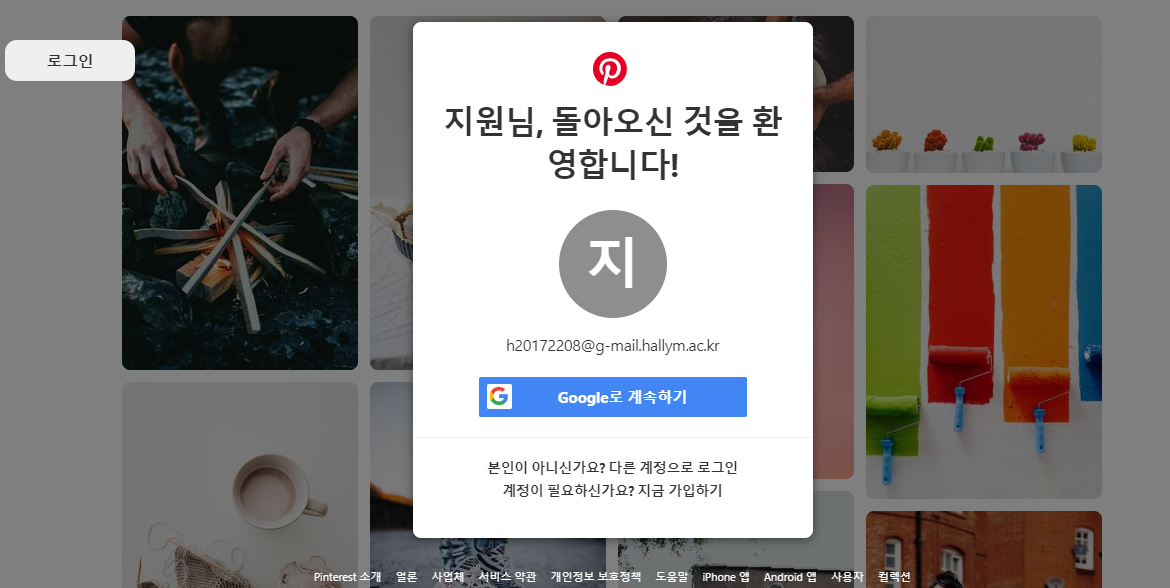 로그인
지원님, 돌아오신 것을 환
영합니다!
지
h20172208@g-mail.hallym.ac.kr
Google로 계속하기
본인이 아니신가요? 다른 계정으로 로그인
계정이 필요하신가요? 지금 가입하기
Pinterest 소개 얼론 사업체 서비스 약관 개인정보 보호정책 도움말 iPhone 앱 Android 앱 사용자 컬렉션